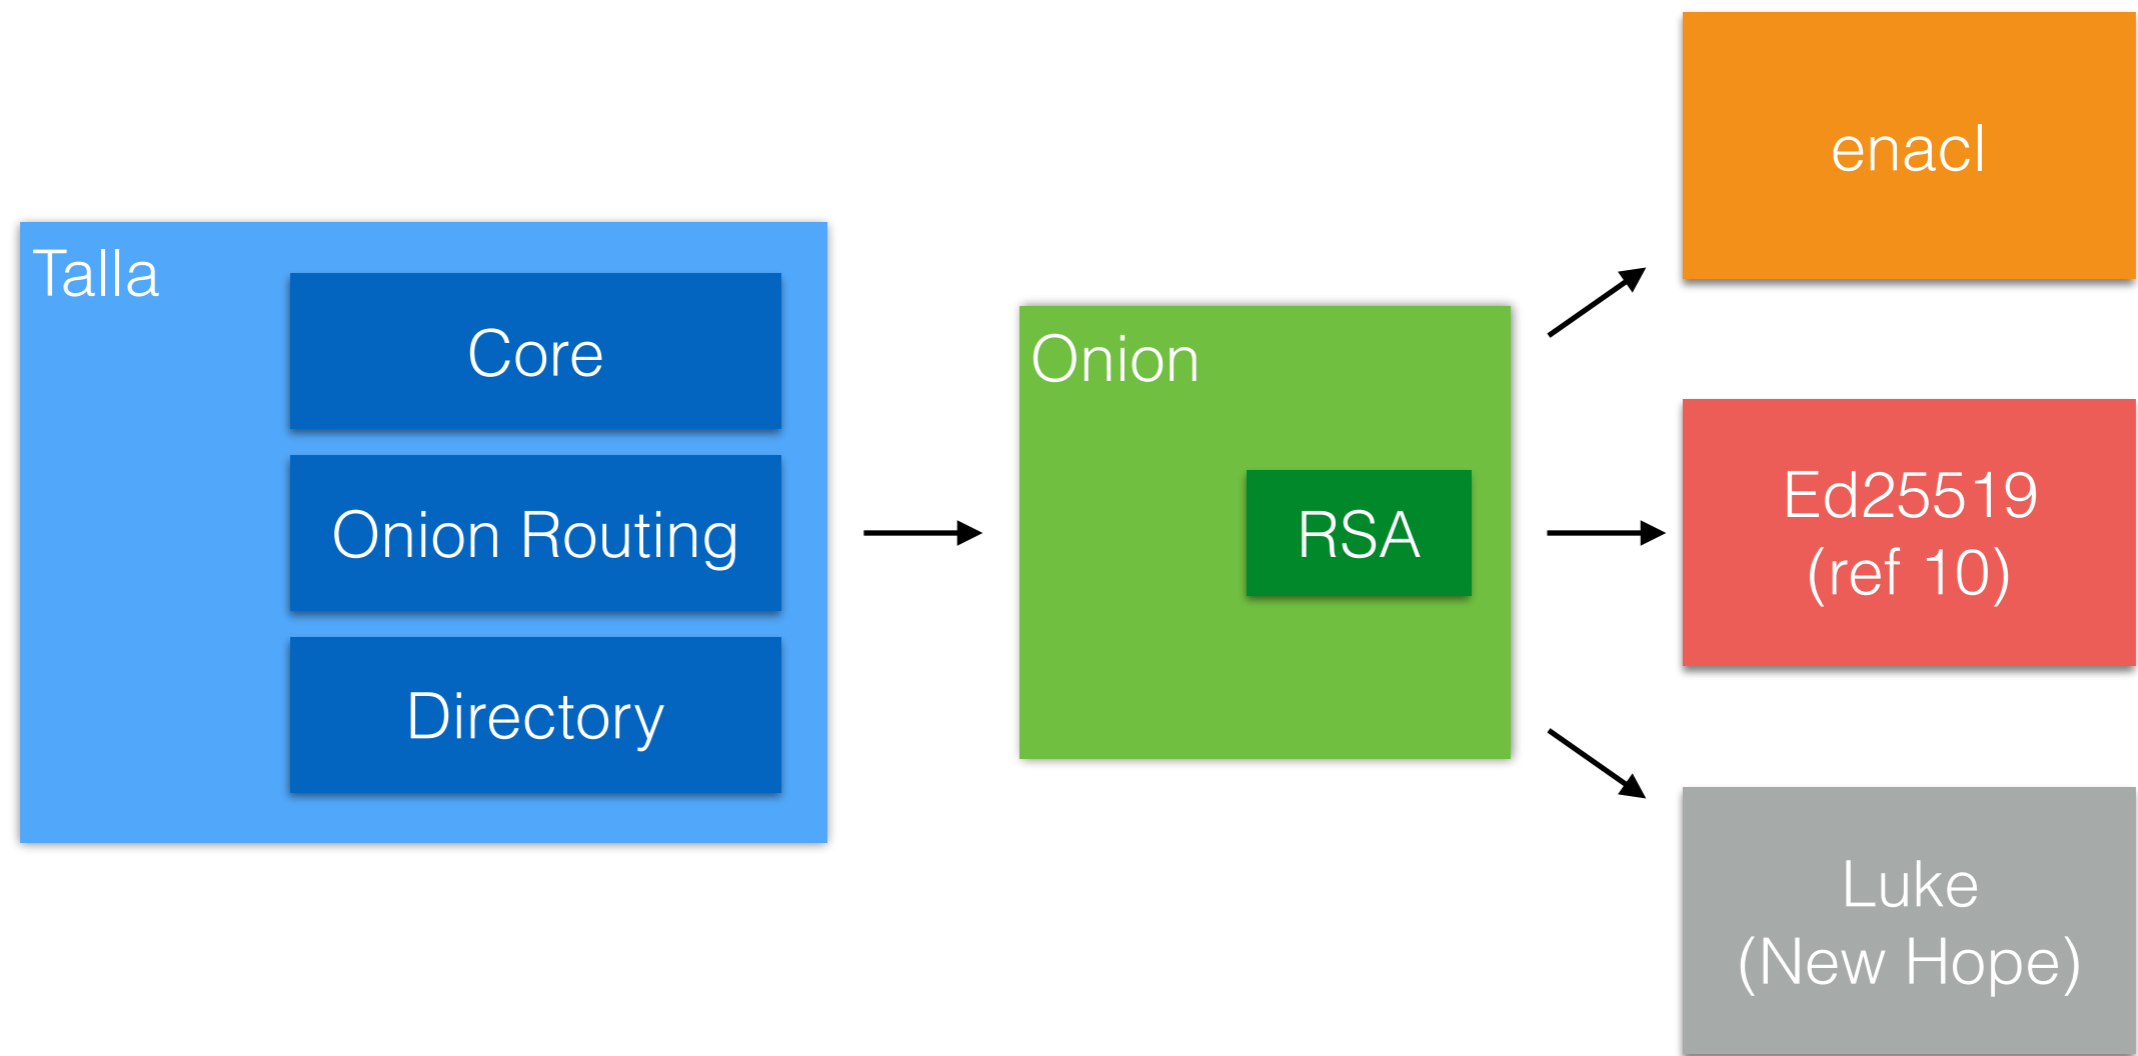 Talla
Core
Onion Routing
Directory
Onion
RSA
enacl
Ed25519
(ref 10)
Luke
(New Hope)